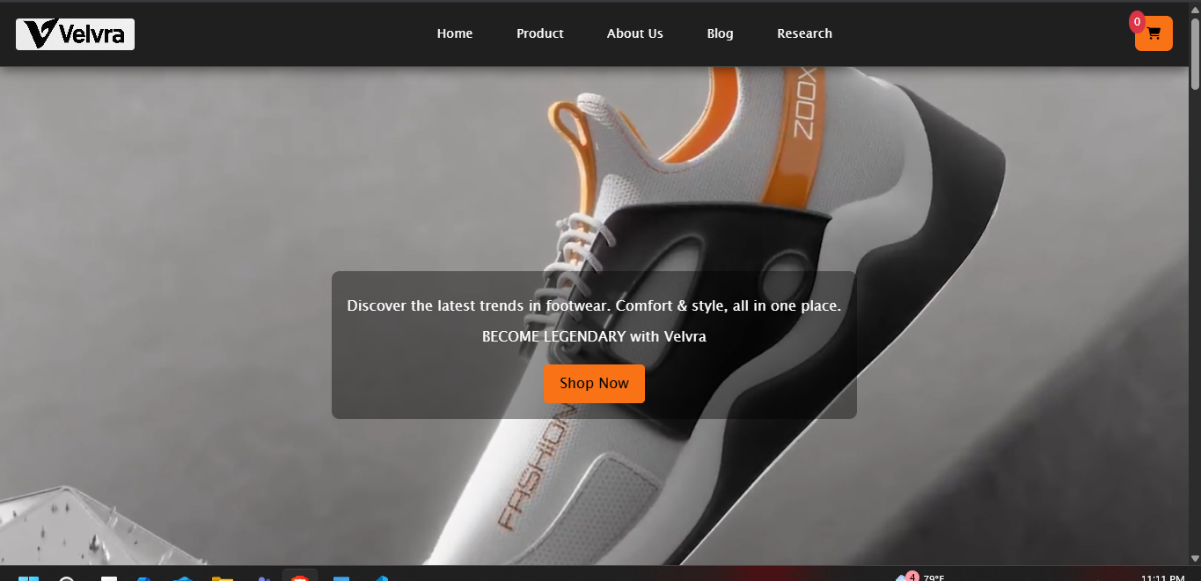 Velvra
Home Product About Us Blog Research
0
ZOOX
Discover the latest trends in footwear. Comfort & style, all in one place.
BECOME LEGENDARY with Velvra
Shop Now
FASHION
4 79°F 11:11 PM